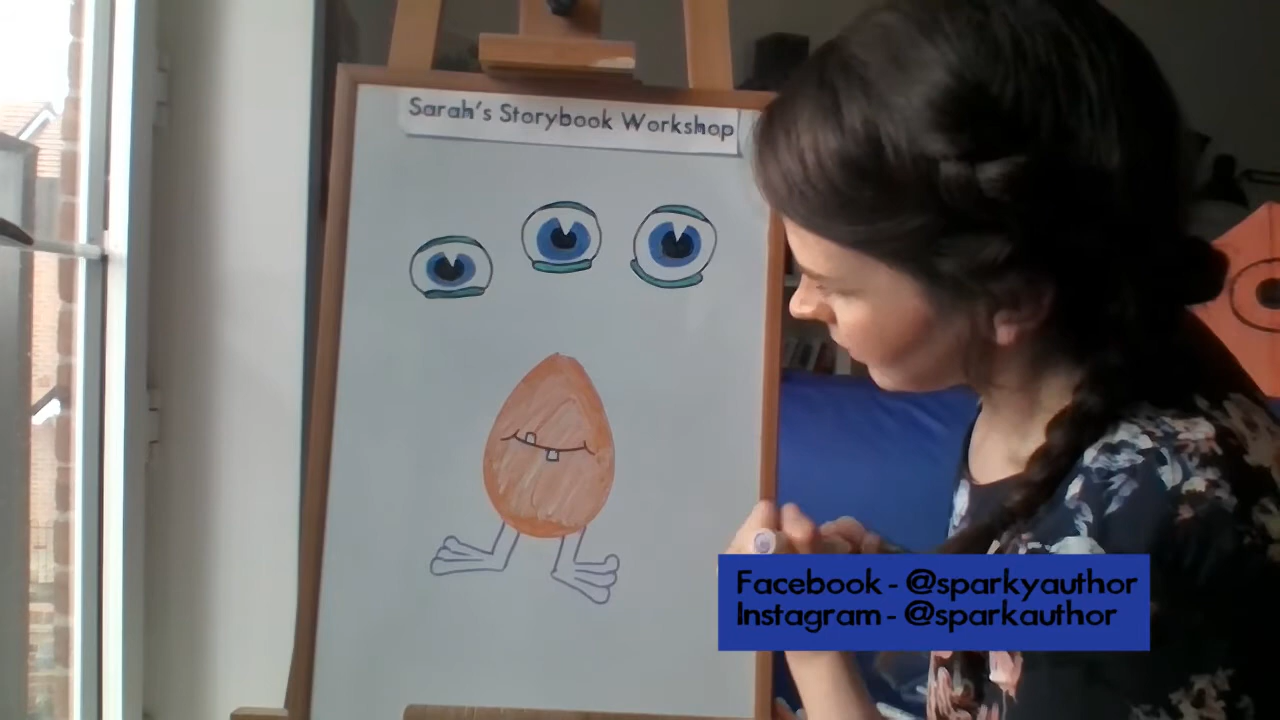 Sarah's Storybook Workshop
Facebook - @sparkyauthor
Instagram - @sparkauthor